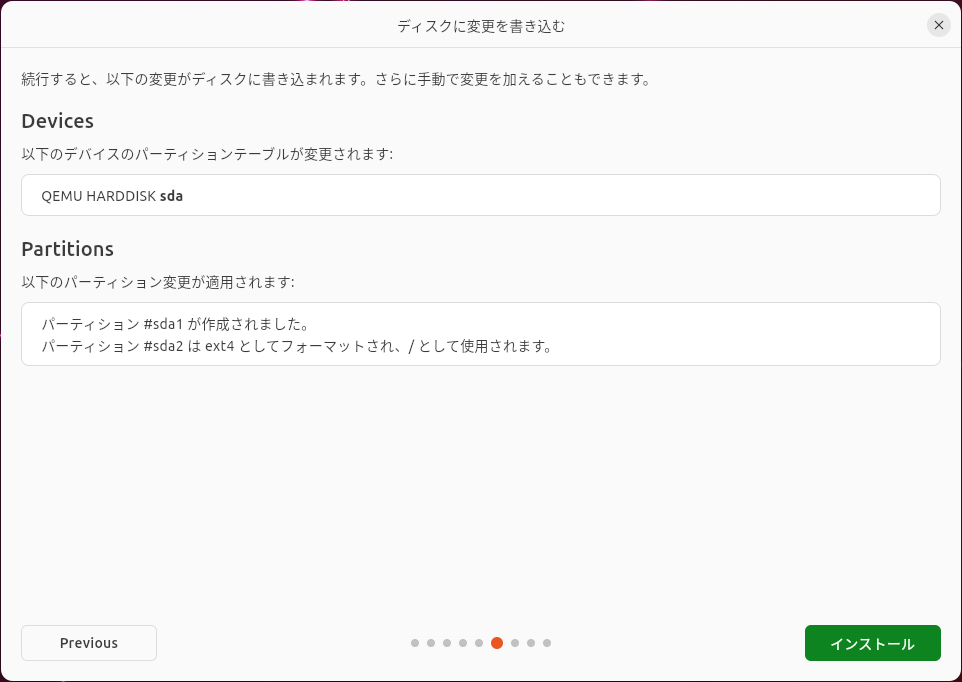 ディスクに変更を書き込む
続行すると、以下の変更がディスクに書き込まれます。さらに手動で変更を加えることもできます。
Devices
以下のデバイスのパーティションテーブルが変更されます:
QEMU HARDDISK sda
Partitions
以下のパーティション変更が適用されます:
パーティション #sda1 が作成されました。
パーティション #sda2 は ext4 としてフォーマットされ、/ として使用されます。
Previous
インストール